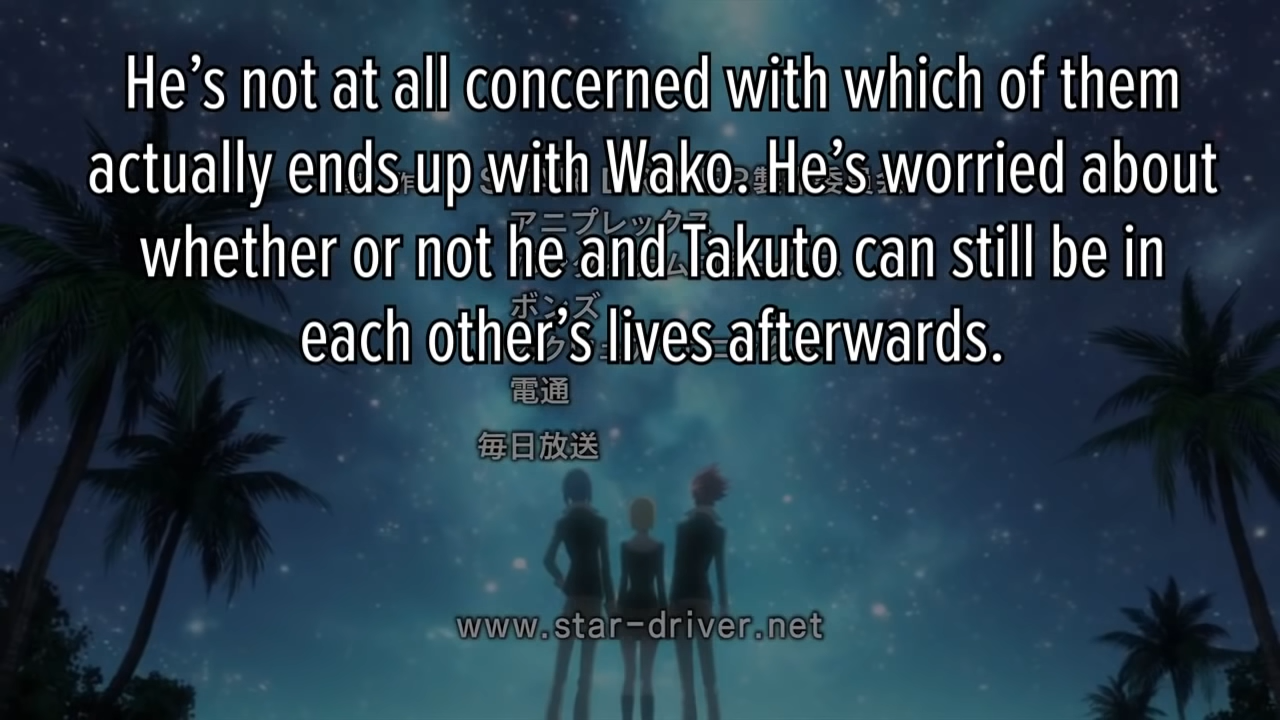 He’s not at all concerned with which of them
actually ends up with Wako. He’s worried about
whether or not he and Takuto can still be in
each other’s lives afterwards.
アニプレックス
ボンズ
電通
毎日放送
www.star-driver.net